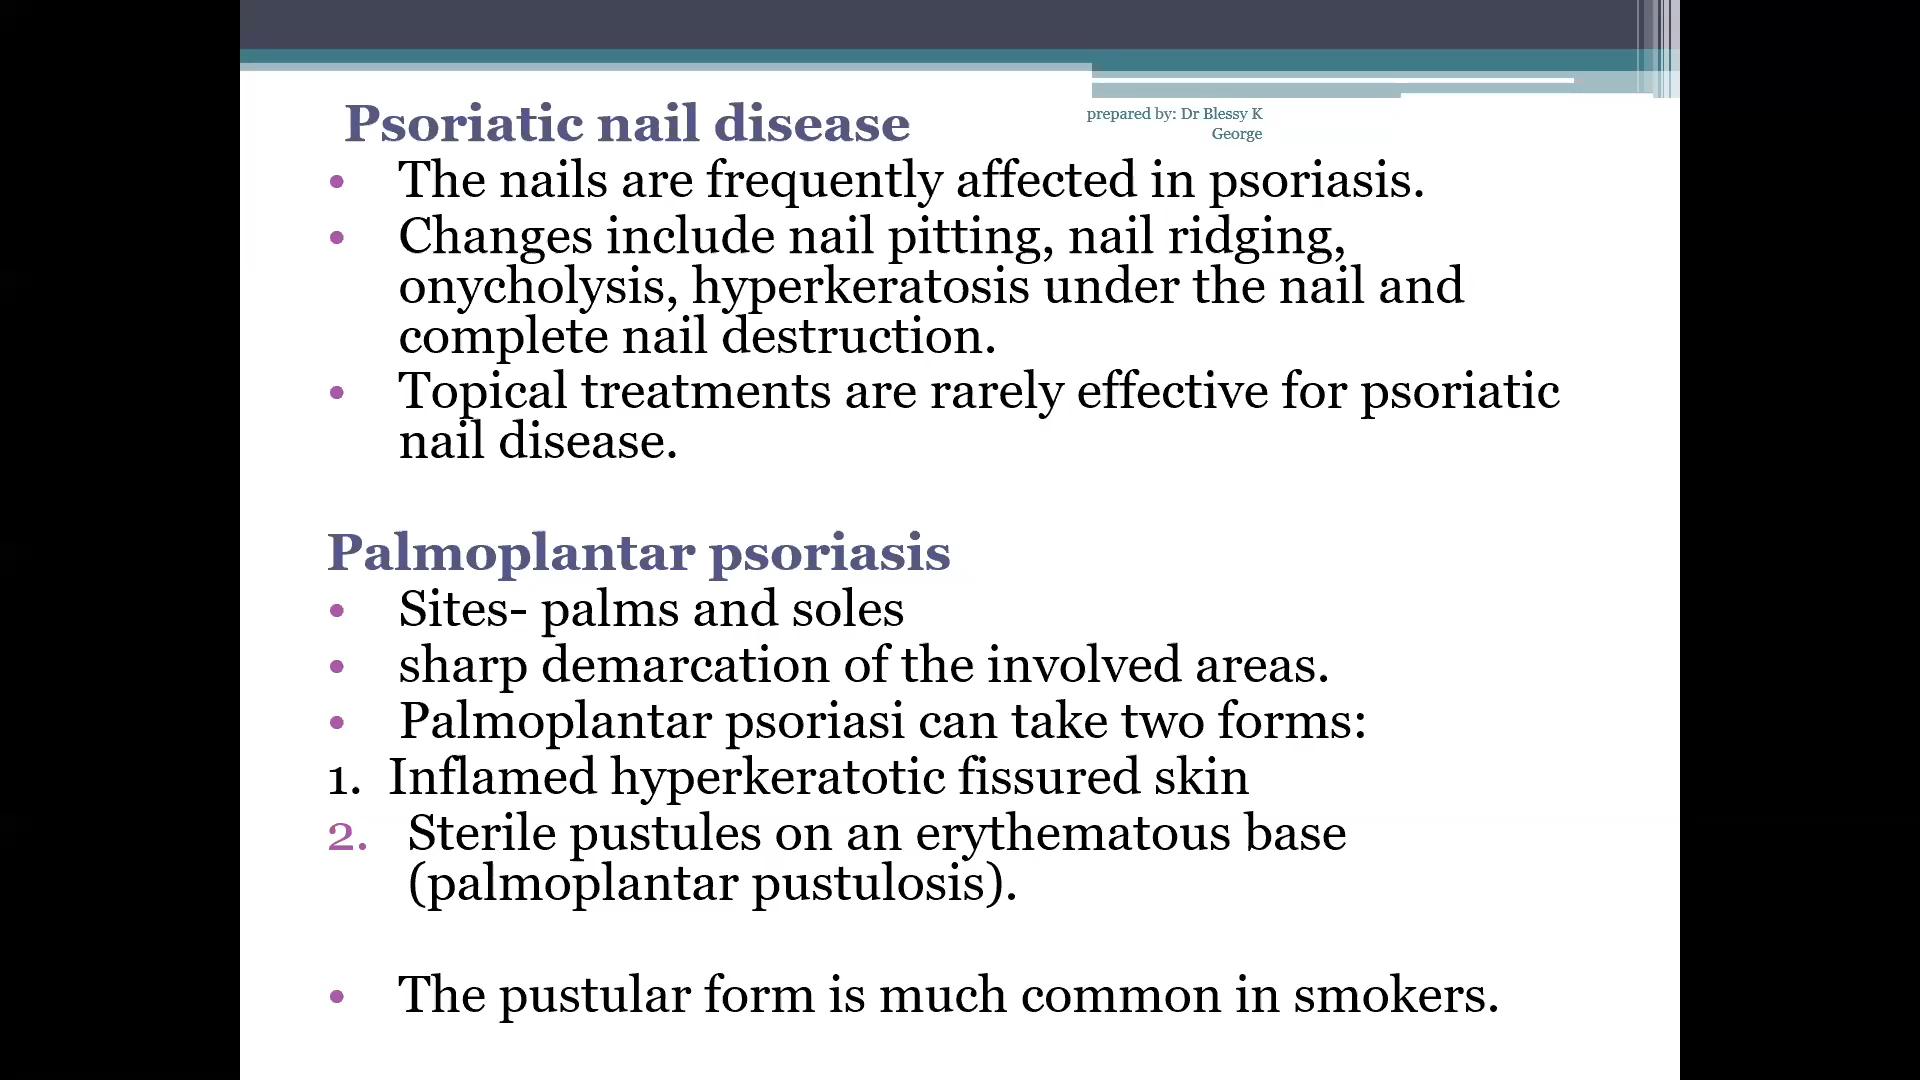 Psoriatic nail disease
prepared by: Dr Blessy K
George
• The nails are frequently affected in psoriasis.
• Changes include nail pitting, nail ridging,
onycholysis, hyperkeratosis under the nail and
complete nail destruction.
• Topical treatments are rarely effective for psoriatic
nail disease.
Palmoplantar psoriasis
• Sites- palms and soles
• sharp demarcation of the involved areas.
• Palmoplantar psoriasi can take two forms:
1. Inflamed hyperkeratotic fissured skin
2. Sterile pustules on an erythematous base
(palmoplantar pustulosis).
• The pustular form is much common in smokers.